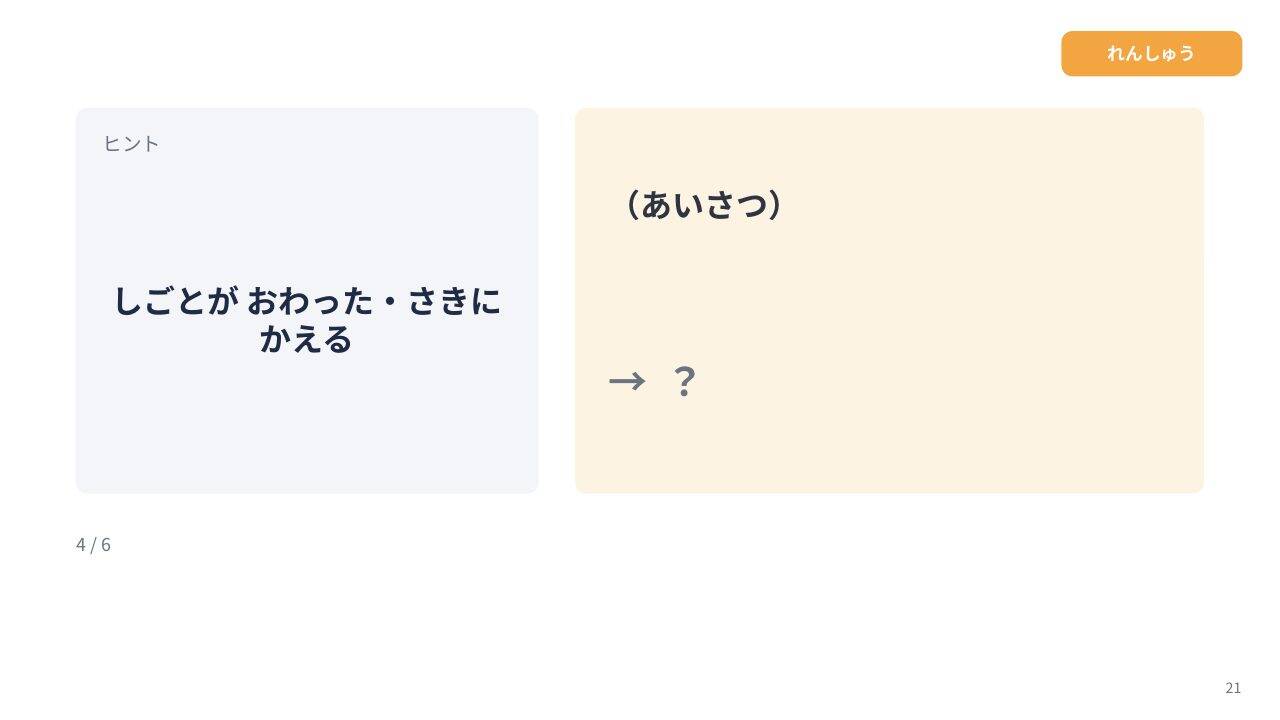 れんしゅう
ヒント
しごとが おわった・さきに
かえる
（あいさつ）
→ ？
4 / 6
21